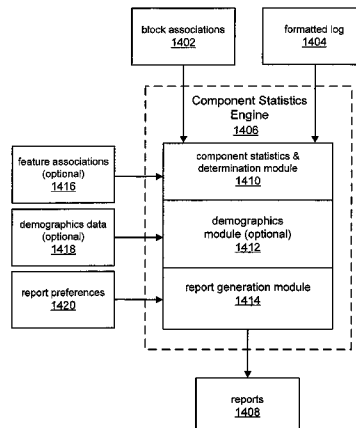 block associations
1402
formatted log
1404
Component Statistics
Engine
1406
feature associations
(optional)
1416
component statistics &
determination module
1410
demographics data
(optional)
1418
demographics
module (optional)
1412
report preferences
1420
report generation module
1414
reports
1408